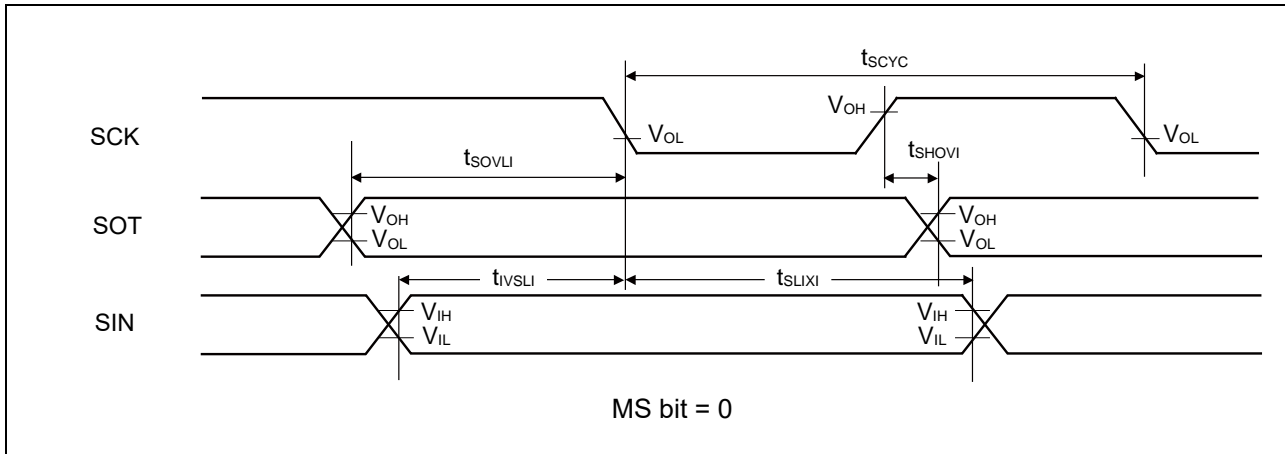 tSCYC
SCK
VOH
VOL
VOL
tSOVLI
tSHOVI
SOT
VOH
VOL
VOH
VOL
tIVSLI
tSLIXI
SIN
VIH
VIL
VIH
VIL
MS bit = 0